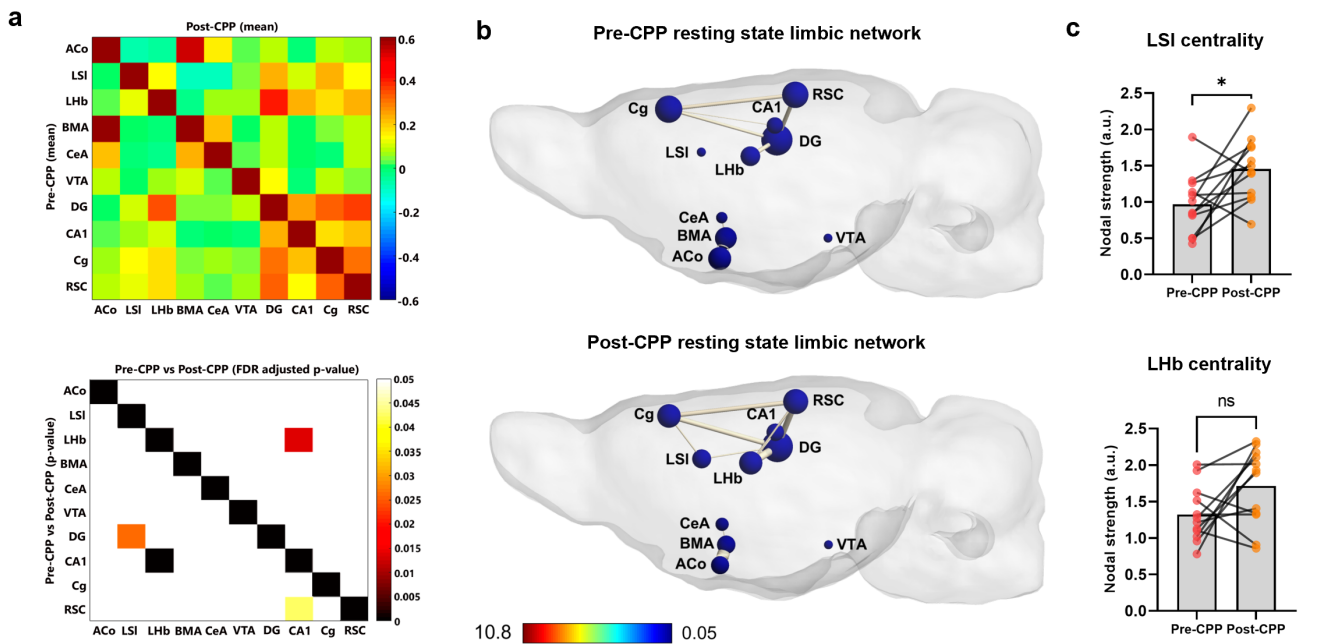 a
Post-CPP (mean)
Pre-CPP (mean)
ACo
LSI
LHb
BMA
CeA
VTA
DG
CA1
Cg
RSC
ACo LSI LHb BMA CeA VTA DG CA1 Cg RSC
0.6
0.4
0.2
0
-0.2
-0.4
-0.6
Pre-CPP vs Post-CPP (FDR adjusted p-value)
Pre-CPP vs Post-CPP (p-value)
ACo
LSI
LHb
BMA
CeA
VTA
DG
CA1
Cg
RSC
ACo LSI LHb BMA CeA VTA DG CA1 Cg RSC
0.05
0.045
0.04
0.035
0.03
0.025
0.02
0.015
0.01
0.005
0
b
Pre-CPP resting state limbic network
Cg
CA1
RSC
DG
LSI
LHb
CeA
BMA
ACo
VTA
Post-CPP resting state limbic network
Cg
CA1
RSC
DG
LSI
LHb
CeA
BMA
ACo
VTA
10.8
0.05
c
LSI centrality
*
Nodal strength (a.u.)
2.5
2.0
1.5
1.0
0.5
0.0
Pre-CPP Post-CPP
LHb centrality
ns
Nodal strength (a.u.)
2.5
2.0
1.5
1.0
0.5
0.0
Pre-CPP Post-CPP